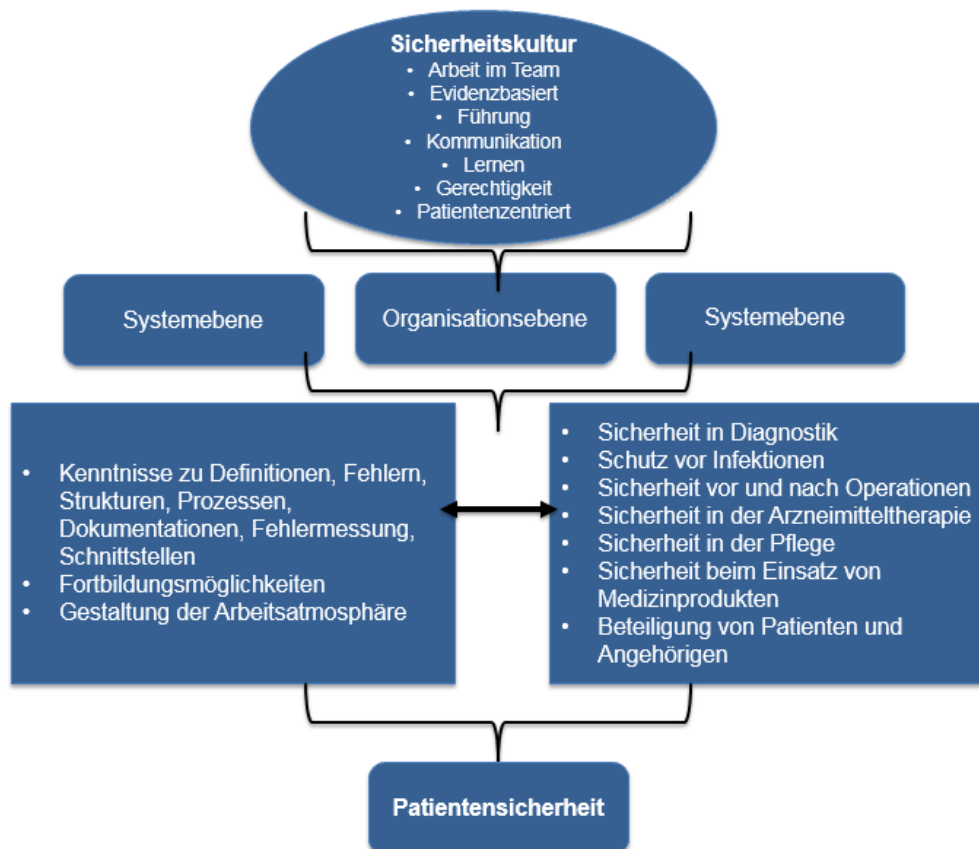 Sicherheitskultur
• Arbeit im Team
• Evidenzbasiert
• Führung
• Kommunikation
• Lernen
• Gerechtigkeit
• Patientenzentriert
Systemebene
Organisationsebene
Systemebene
• Kenntnisse zu Definitionen, Fehlern,
Strukturen, Prozessen,
Dokumentationen, Fehlermessung,
Schnittstellen
• Fortbildungsmöglichkeiten
• Gestaltung der Arbeitsatmosphäre
• Sicherheit in Diagnostik
• Schutz vor Infektionen
• Sicherheit vor und nach Operationen
• Sicherheit in der Arzneimitteltherapie
• Sicherheit in der Pflege
• Sicherheit beim Einsatz von
Medizinprodukten
• Beteiligung von Patienten und
Angehörigen
Patientensicherheit